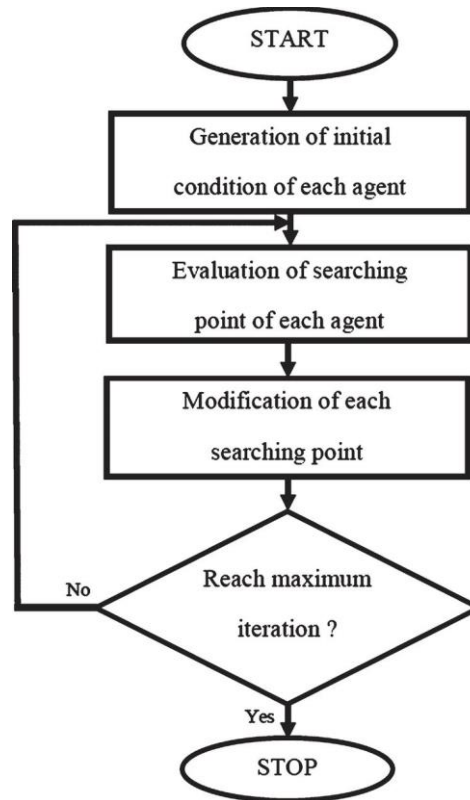 START
Generation of initial
condition of each agent
Evaluation of searching
point of each agent
Modification of each
searching point
Reach maximum
iteration ?
No
Yes
STOP